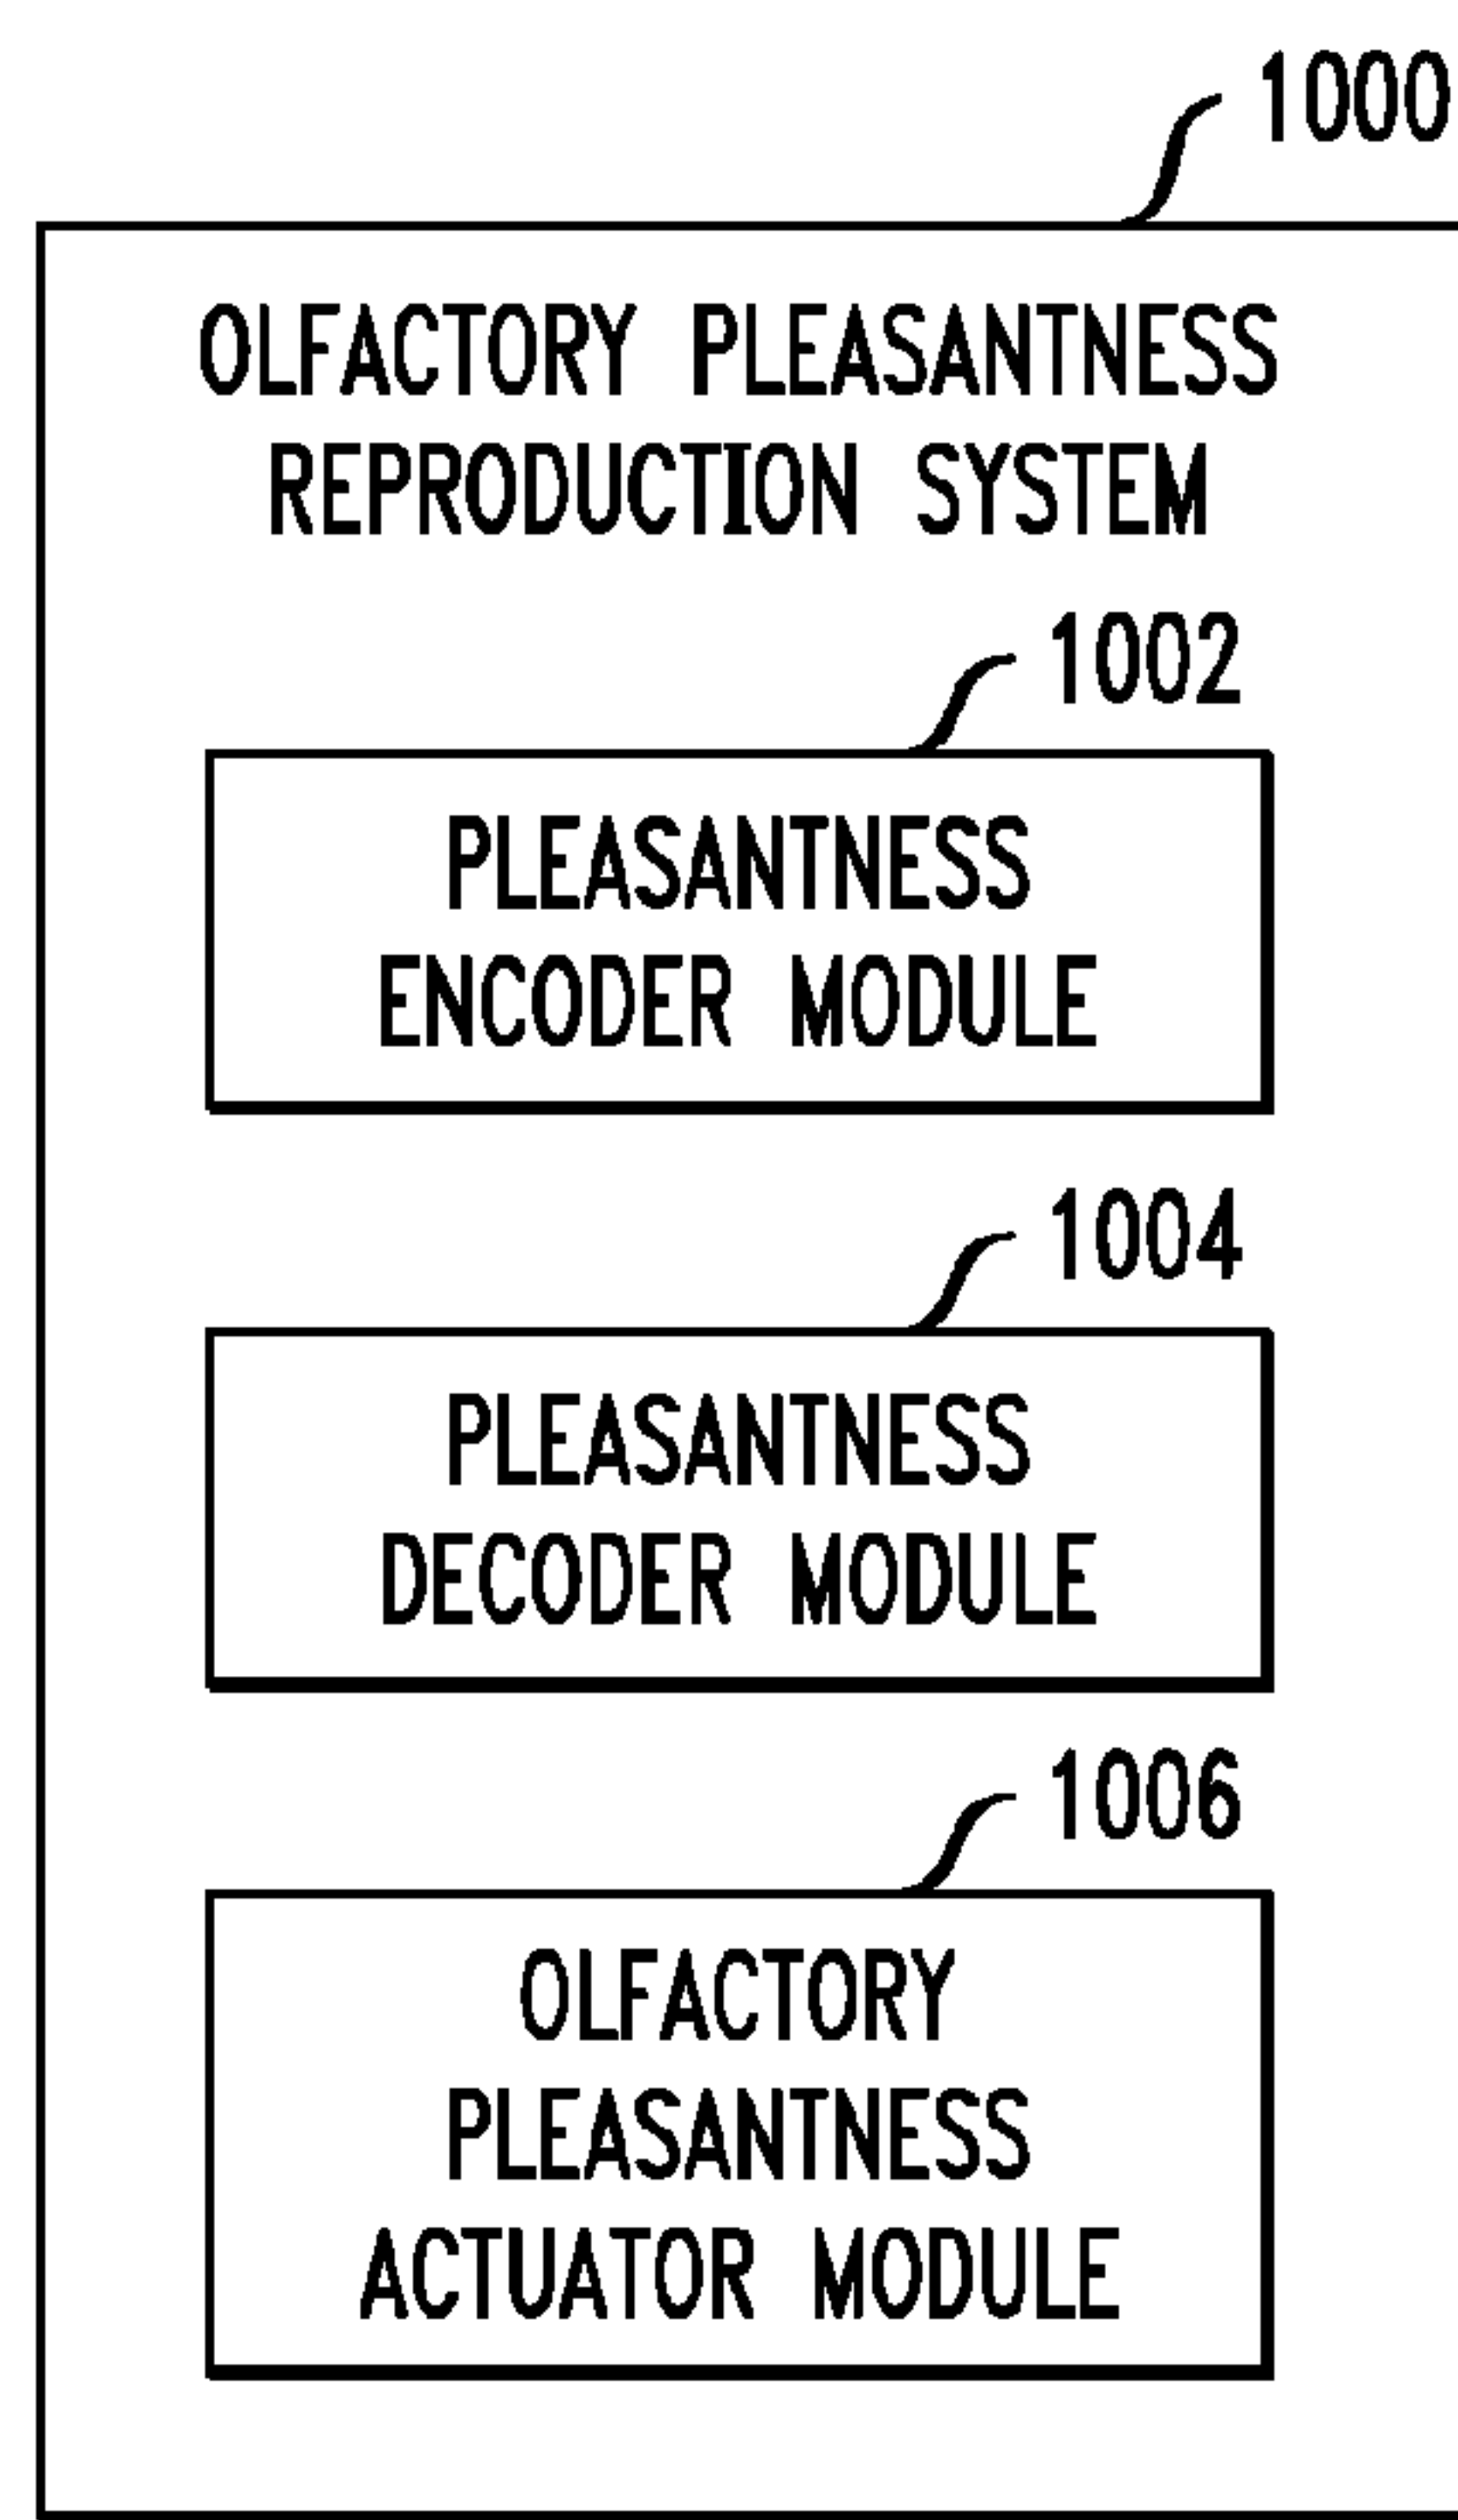 1000
OLFACTORY PLEASANTNESS
REPRODUCTION SYSTEM
1002
PLEASANTNESS
ENCODER MODULE
1004
PLEASANTNESS
DECODER MODULE
1006
OLFACTORY
PLEASANTNESS
ACTUATOR MODULE